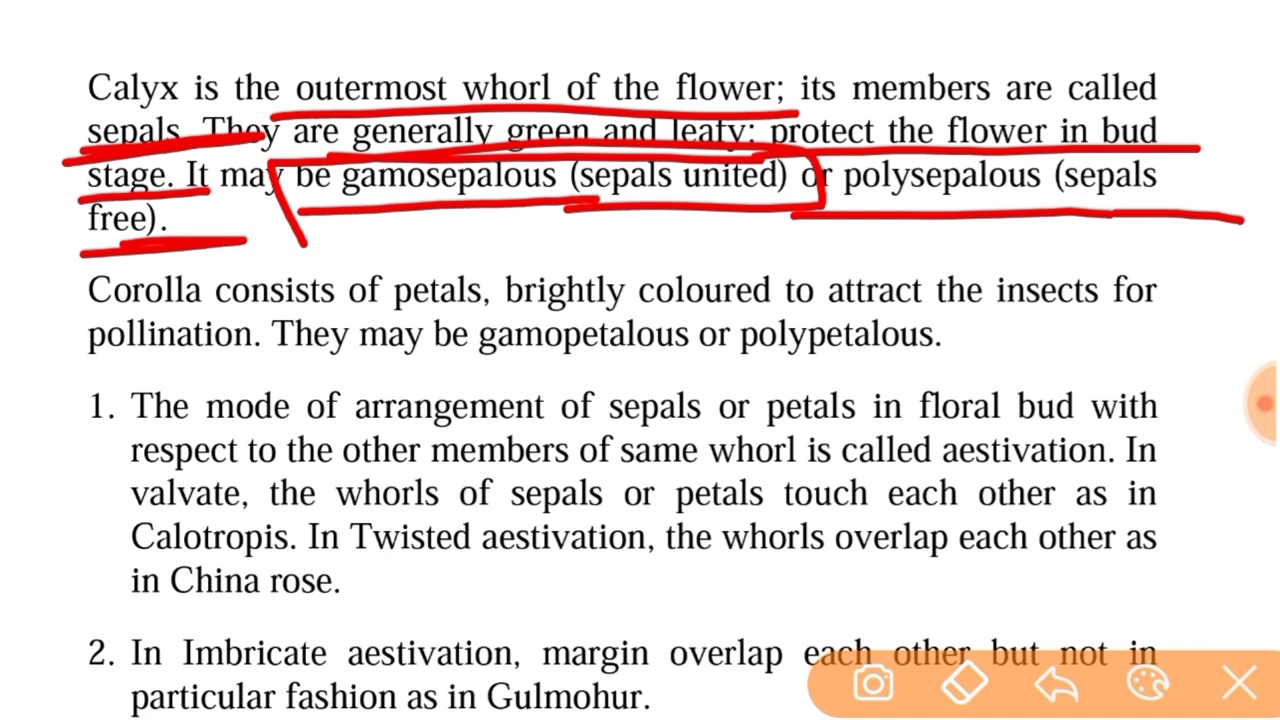 Calyx is the outermost whorl of the flower; its members are called
sepals. They are generally green and leafy; protect the flower in bud
stage. It may be gamosepalous (sepals united) or polysepalous (sepals
free).
Corolla consists of petals, brightly coloured to attract the insects for
pollination. They may be gamopetalous or polypetalous.
1. The mode of arrangement of sepals or petals in floral bud with
respect to the other members of same whorl is called aestivation. In
valvate, the whorls of sepals or petals touch each other as in
Calotropis. In Twisted aestivation, the whorls overlap each other as
in China rose.
2. In Imbricate aestivation, margin overlap each other but not in
particular fashion as in Gulmohur.